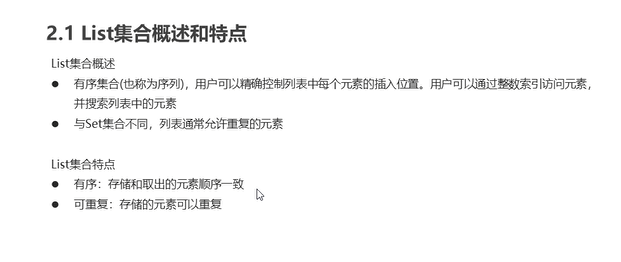 2.1 List集合概述和特点
List集合概述
● 有序集合(也称为序列)，用户可以精确控制列表中每个元素的插入位置。用户可以通过整数索引访问元素，
并搜索列表中的元素
● 与Set集合不同，列表通常允许重复的元素
List集合特点
● 有序：存储和取出的元素顺序一致
● 可重复：存储的元素可以重复